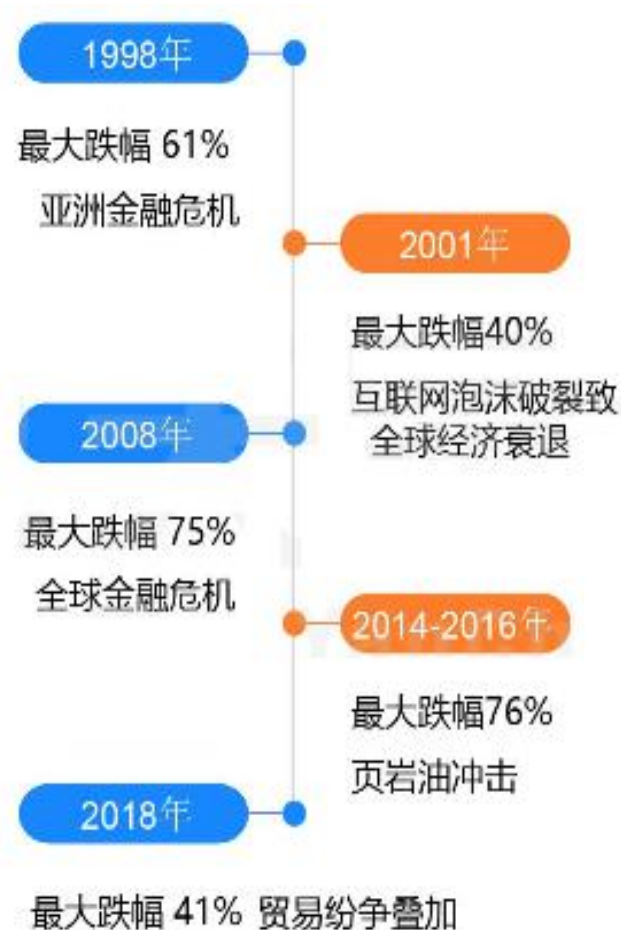 1998年
最大跌幅 61%
亚洲金融危机
2001年
最大跌幅40%
互联网泡沫破裂致
全球经济衰退
2008年
最大跌幅 75%
全球金融危机
2014-2016年
最大跌幅76%
页岩油冲击
2018年
最大跌幅 41% 贸易纷争叠加